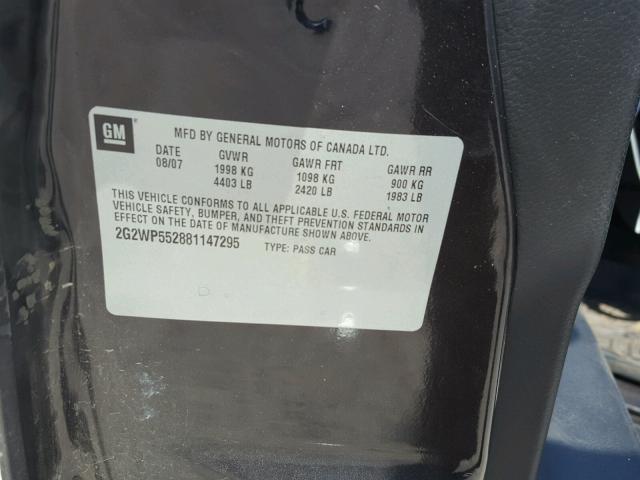 GM
MFD BY GENERAL MOTORS OF CANADA LTD.
DATE GVWR GAWR FRT GAWR RR
08/07 1998 KG 1098 KG 900 KG
4403 LB 2420 LB 1983 LB
THIS VEHICLE CONFORMS TO ALL APPLICABLE U.S. FEDERAL MOTOR
VEHICLE SAFETY, BUMPER, AND THEFT PREVENTION STANDARDS IN
EFFECT ON THE DATE OF MANUFACTURE SHOWN ABOVE.
2G2WP552881147295 TYPE: PASS CAR